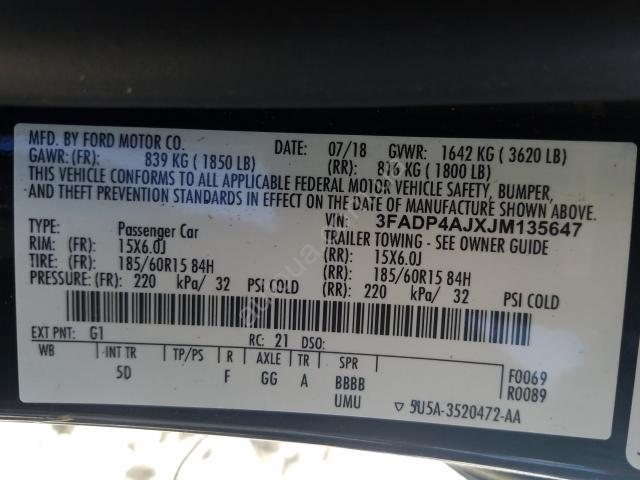 MFD. BY FORD MOTOR CO. DATE: 07/18 GVWR: 1642 KG ( 3620 LB)
GAWR: (FR): 839 KG ( 1850 LB) (RR): 816 KG ( 1800 LB)
THIS VEHICLE CONFORMS TO ALL APPLICABLE FEDERAL MOTOR VEHICLE SAFETY, BUMPER,
AND THEFT PREVENTION STANDARDS IN EFFECT ON THE DATE OF MANUFACTURE SHOWN ABOVE.
VIN: 3FADP4AJXJM135647
TYPE: Passenger Car TRAILER TOWING - SEE OWNER GUIDE
RIM: (FR): 15X6.0J (RR): 15X6.0J
TIRE: (FR): 185/60R15 84H (RR): 185/60R15 84H
PRESSURE: (FR): 220 kPa/ 32 PSI COLD (RR): 220 kPa/ 32 PSI COLD
EXT PNT: G1 RC: 21 DSO:
WB INT TR TP/PS R AXLE TR SPR
5D F GG A BBBB
UMU
F0069
R0089
▽ 5U5A-3520472-AA